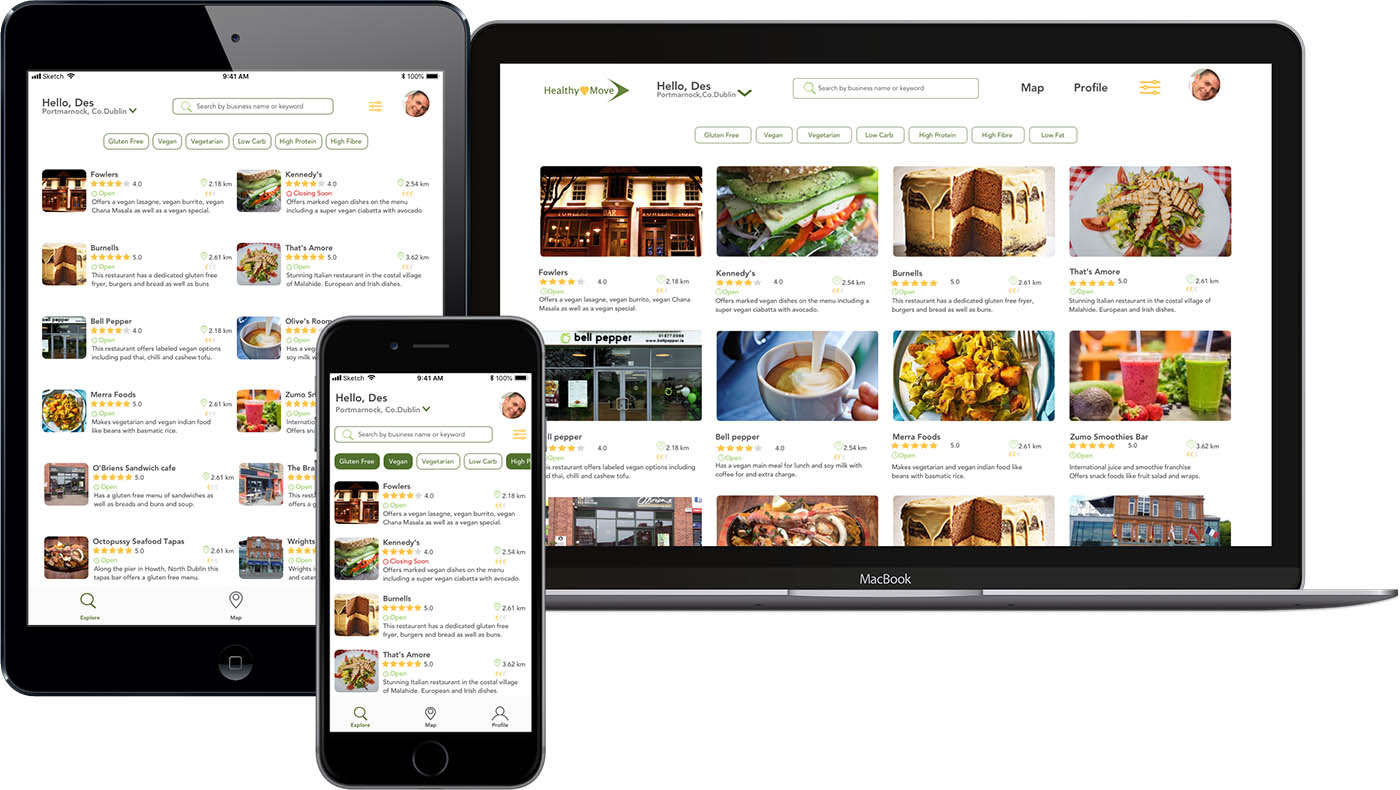 Sketch
9:41 AM
100%
Hello, Des
Portmarnock, Co.Dublin
Search by business name or keyword
Gluten Free
Vegan
Vegetarian
Low Carb
High Protein
High Fibre
Fowlers
4.0
2.18 km
Open
€€€
Offers a vegan lasagne, vegan burrito, vegan
Chana Masala as well as a vegan special.
Kennedy's
4.0
2.54 km
Closing Soon
€€€
Offers marked vegan dishes on the menu
including a super vegan ciabatta with avocado
Burnells
5.0
2.61 km
Open
€€€
This restaurant has a dedicated gluten free
fryer, burgers and bread as well as buns
That's Amore
5.0
3.62 km
Open
€€€
Stunning Italian restaurant in the costal village
of Malahide. European and Irish dishes.
bell pepper
Bell Pepper
4.0
2.18 km
Open
€€€
This restaurant offers labeled vegan options
including pad thai, chilli and cashew tofu.
Olive's Room
Open
Has a vega
soy milk w
Merra Foods
5.0
2.61 km
Open
€€€
Makes vegetarian and vegan indian food
like beans with basmatic rice.
Zumo Sm
Open
Internation
Offers snac
O'Briens Sandwich cafe
5.0
2.61 km
Open
€€€
Has a gluten free menu of sandwiches as
well as breads and buns and soup.
The Bra
Open
This rest
offers a g
Octopussy Seafood Tapas
5.0
2.61 km
Open
€€€
Along the pier in Howth, North Dublin this
tapas bar offers a gluten free menu.
Wrights
Open
Wrights i
and cater
Explore
Map
Sketch
9:41 AM
100%
Hello, Des
Portmarnock, Co.Dublin
Search by business name or keyword
Gluten Free
Vegan
Vegetarian
Low Carb
High P
Fowlers
4.0
2.18 km
Open
€€€
Offers a vegan lasagne, vegan burrito, vegan
Chana Masala as well as a vegan special.
Kennedy's
4.0
2.54 km
Closing Soon
€€€
Offers marked vegan dishes on the menu
including a super vegan ciabatta with avocado.
Burnells
5.0
2.61 km
Open
€€€
This restaurant has a dedicated gluten free
fryer, burgers and bread as well as buns.
That's Amore
5.0
3.62 km
Open
€€€
Stunning Italian restaurant in the costal village
of Malahide. European and Irish dishes.
Explore
Map
Profile
Healthy Move
Hello, Des
Portmarnock,Co.Dublin
Search by business name or keyword
Map
Profile
Gluten Free
Vegan
Vegetarian
Low Carb
High Protein
High Fibre
Low Fat
FOWLERS BAR
Fowlers
4.0
2.18 km
Open
€€€
Offers a vegan lasagne, vegan burrito, vegan Chana
Masala as well as a vegan special.
Kennedy's
4.0
2.54 km
Open
€€€
Offers marked vegan dishes on the menu including a
super vegan ciabatta with avocado.
Burnells
5.0
2.61 km
Open
€€€
This restaurant has a dedicated gluten free fryer,
burgers and bread as well as buns.
That's Amore
5.0
2.61 km
Open
€€€
Stunning Italian restaurant in the costal village of
Malahide. European and Irish dishes.
bell pepper
01 877 0088
www.bellpepper.ie
ll pepper
4.0
2.18 km
Open
€€€
is restaurant offers labeled vegan options including
d thai, chilli and cashew tofu.
Bell pepper
4.0
2.54 km
Open
€€€
Has a vegan main meal for lunch and soy milk with
coffee for and extra charge.
Merra Foods
5.0
2.61 km
Open
€€€
Makes vegetarian and vegan indian food like
beans with basmatic rice.
Zumo Smoothies Bar
5.0
3.62 km
Open
€€€
International juice and smoothie franchise
Offers snack foods like fruit salad and wraps.
MacBook